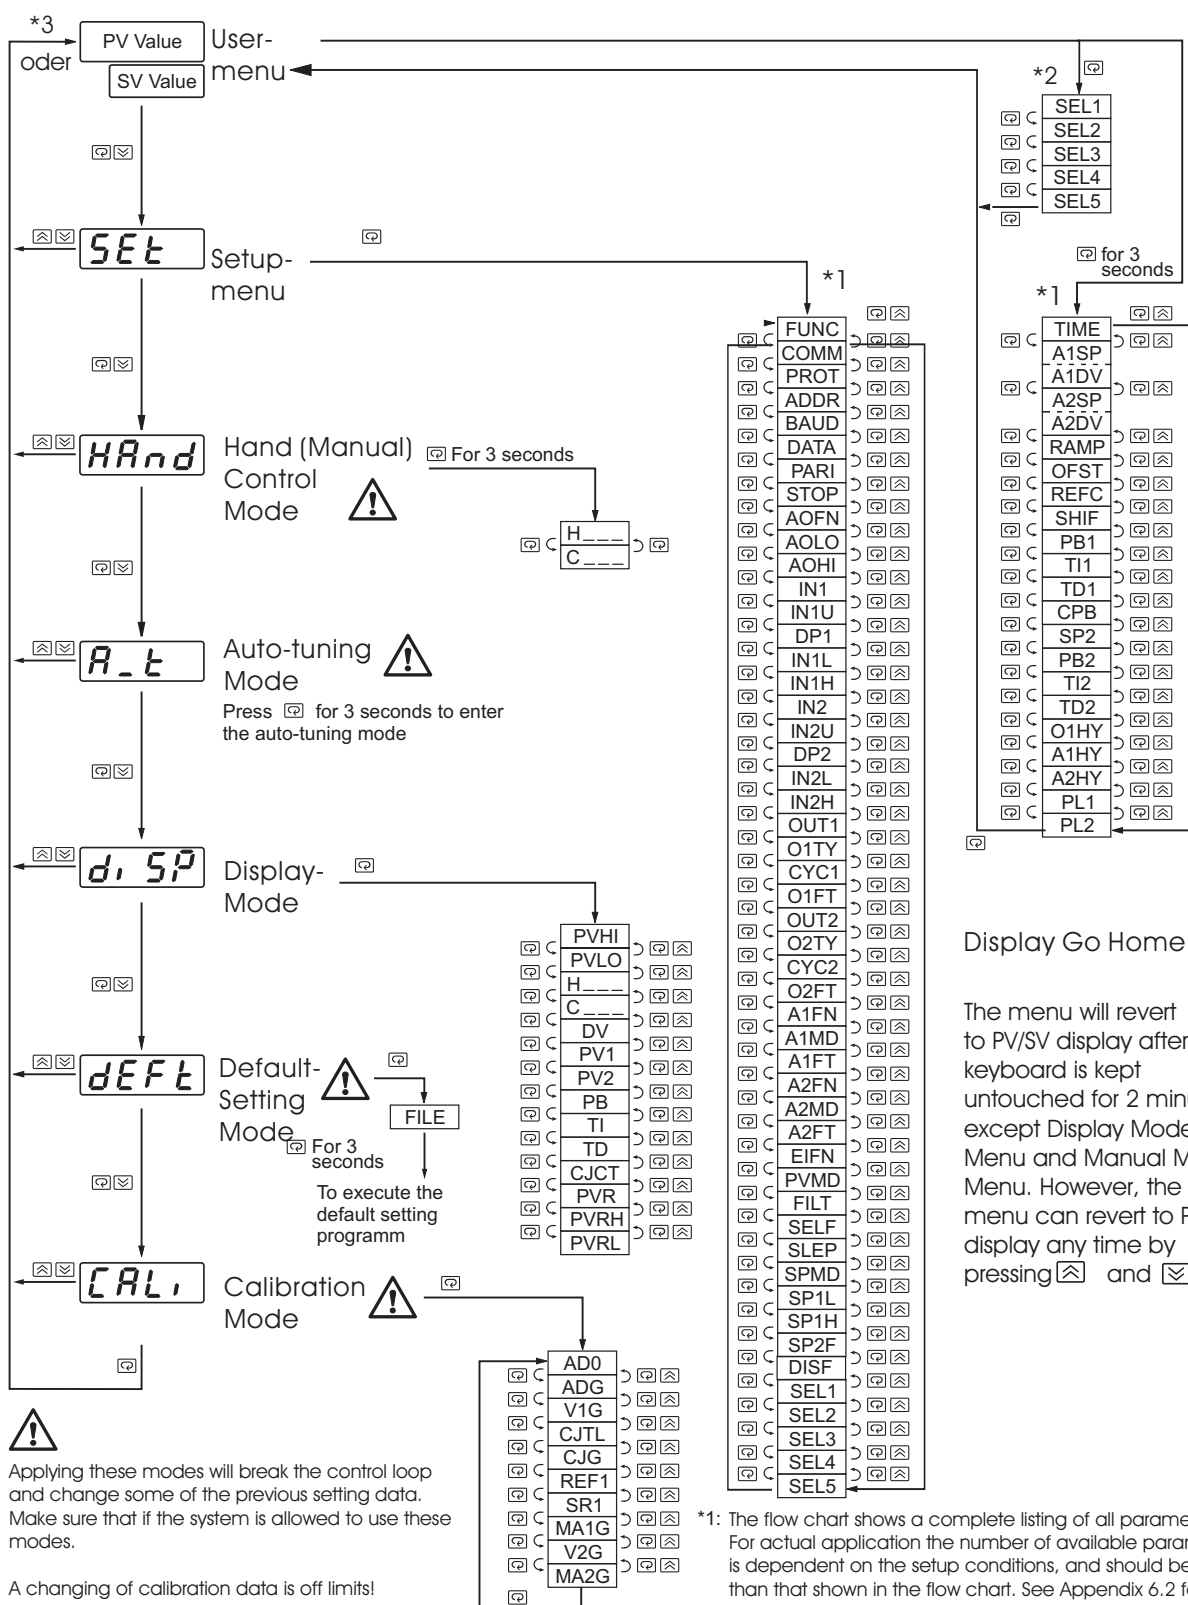 *3
oder
PV Value
SV Value
User-
menu
*2
SEL1
SEL2
SEL3
SEL4
SEL5
for 3
seconds
SEt
Setup-
menu
*1
FUNC
COMM
PROT
ADDR
BAUD
DATA
PARI
STOP
AOFN
AOLO
AOHI
IN1
IN1U
DP1
IN1L
IN1H
IN2
IN2U
DP2
IN2L
IN2H
OUT1
O1TY
CYC1
O1FT
OUT2
O2TY
CYC2
O2FT
A1FN
A1MD
A1FT
A2FN
A2MD
A2FT
EIFN
PVMD
FILT
SELF
SLEP
SPMD
SP1L
SP1H
SP2F
DISF
SEL1
SEL2
SEL3
SEL4
SEL5
*1
TIME
A1SP
A1DV
A2SP
A2DV
RAMP
OFST
REFC
SHIF
PB1
TI1
TD1
CPB
SP2
PB2
TI2
TD2
O1HY
A1HY
A2HY
PL1
PL2
HAnd
Hand (Manual)
Control
Mode
For 3 seconds
H___
C___
A_t
Auto-tuning
Mode
Press for 3 seconds to enter
the auto-tuning mode
diSP
Display-
Mode
PVHI
PVLO
H___
C___
DV
PV1
PV2
PB
TI
TD
CJCT
PVR
PVRH
PVRL
dEFt
Default-
Setting
Mode
FILE
For 3
seconds
To execute the
default setting
programm
CALi
Calibration
Mode
AD0
ADG
V1G
CJTL
CJG
REF1
SR1
MA1G
V2G
MA2G
Display Go Home
The menu will revert
to PV/SV display after
keyboard is kept
untouched for 2 minu
except Display Mode
Menu and Manual M
Menu. However, the
menu can revert to P
display any time by
pressing and
Applying these modes will break the control loop
and change some of the previous setting data.
Make sure that if the system is allowed to use these
modes.
A changing of calibration data is off limits!
*1: The flow chart shows a complete listing of all parame
For actual application the number of available param
is dependent on the setup conditions, and should be
than that shown in the flow chart. See Appendix 6.2 f